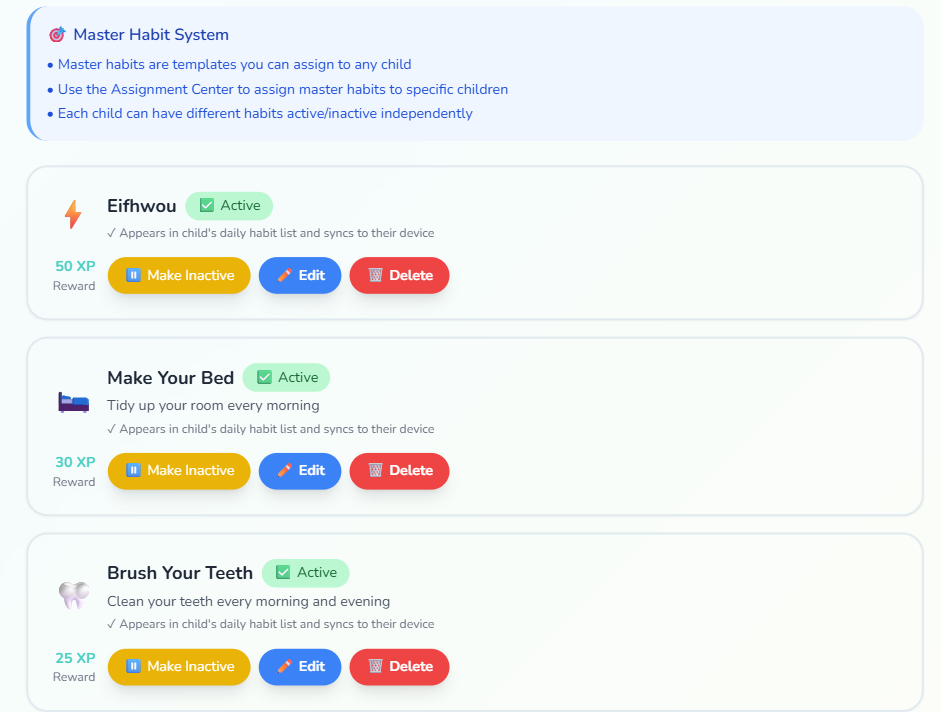 Master Habit System
• Master habits are templates you can assign to any child
• Use the Assignment Center to assign master habits to specific children
• Each child can have different habits active/inactive independently
Eifhwou Active
✓ Appears in child's daily habit list and syncs to their device
50 XP
Reward
Make Inactive Edit Delete
Make Your Bed Active
Tidy up your room every morning
✓ Appears in child's daily habit list and syncs to their device
30 XP
Reward
Make Inactive Edit Delete
Brush Your Teeth Active
Clean your teeth every morning and evening
✓ Appears in child's daily habit list and syncs to their device
25 XP
Reward
Make Inactive Edit Delete